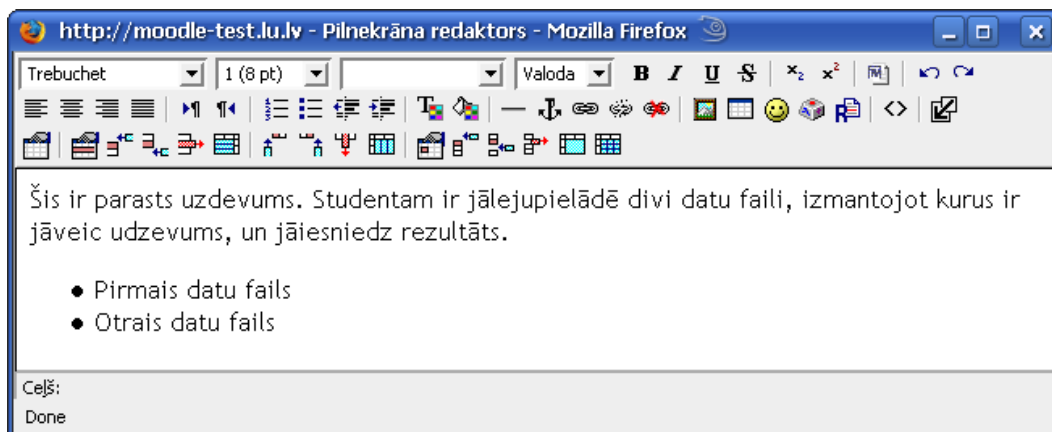 http://moodle-test.lu.lv - Pilnekrāna redaktors - Mozilla Firefox
Trebuchet 1 (8 pt) Valoda B I U S x₂ x²
Šis ir parasts uzdevums. Studentam ir jālejupielādē divi datu faili, izmantojot kurus ir
jāveic udzevums, un jāiesniedz rezultāts.
• Pirmais datu fails
• Otrais datu fails
Ceļš:
Done